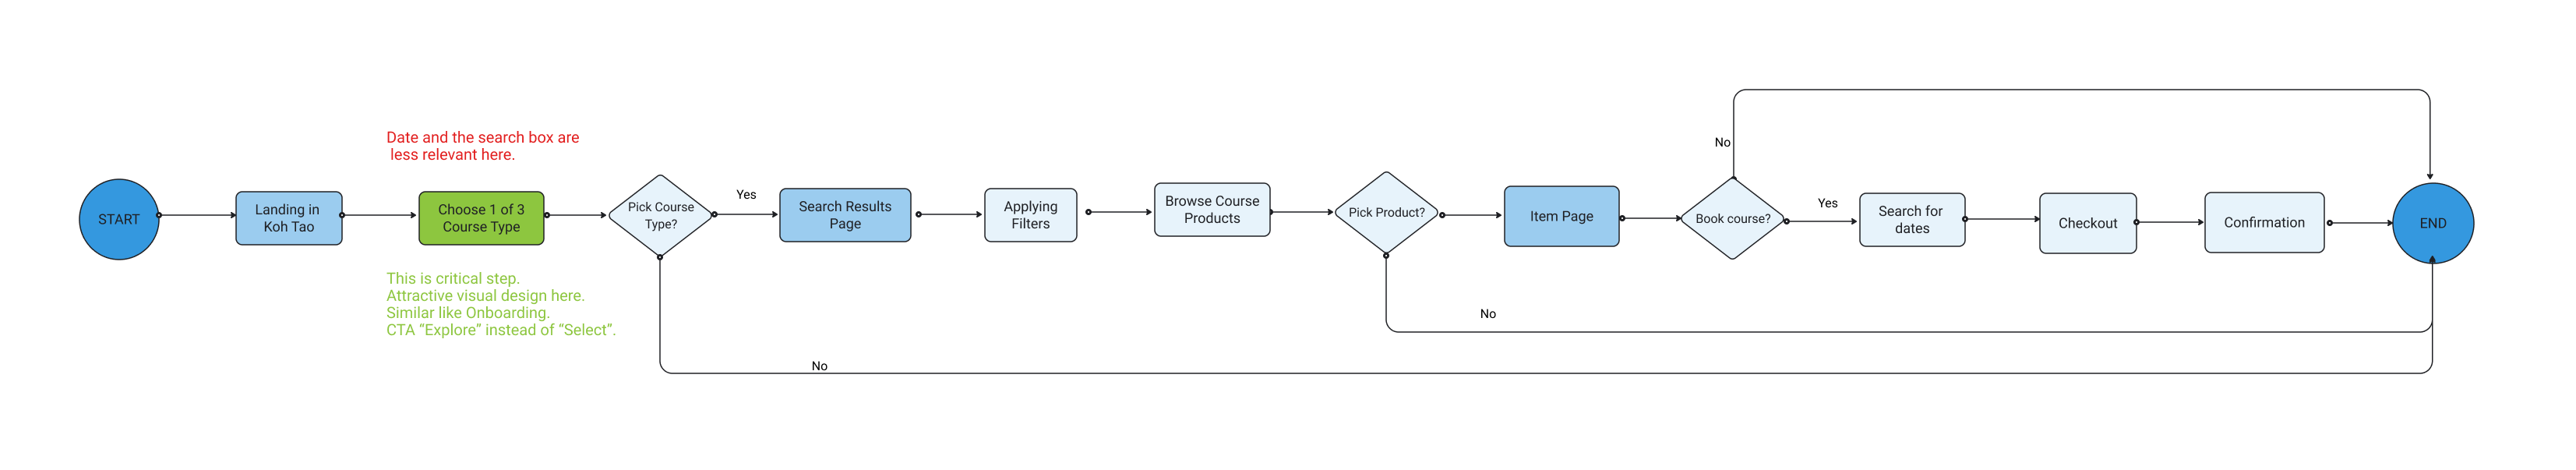 No
Date and the search box are
less relevant here.
START
Landing in
Koh Tao
Choose 1 of 3
Course Type
Pick Course
Type?
Yes
Search Results
Page
Applying
Filters
Browse Course
Products
Pick Product?
Item Page
Book course?
Yes
Search for
dates
Checkout
Confirmation
END
This is critical step.
Attractive visual design here.
Similar like Onboarding.
CTA “Explore” instead of “Select”.
No
No